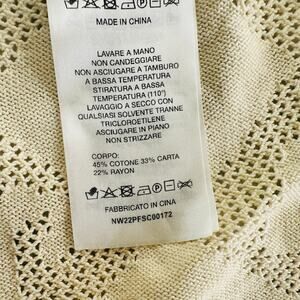 MADE IN CHINA
LAVARE A MANO
NON CANDEGGIARE
NON ASCIUGARE A TAMBURO
A BASSA TEMPERATURA
STIRATURA A BASSA
TEMPERATURA (110°)
LAVAGGIO A SECCO CON
QUALSIASI SOLVENTE TRANNE
TRICLOROETILENE
ASCIUGARE IN PIANO
NON STRIZZARE
CORPO:
45% COTONE 33% CARTA
22% RAYON
FABBRICATO IN CINA
NW22PFSC00172